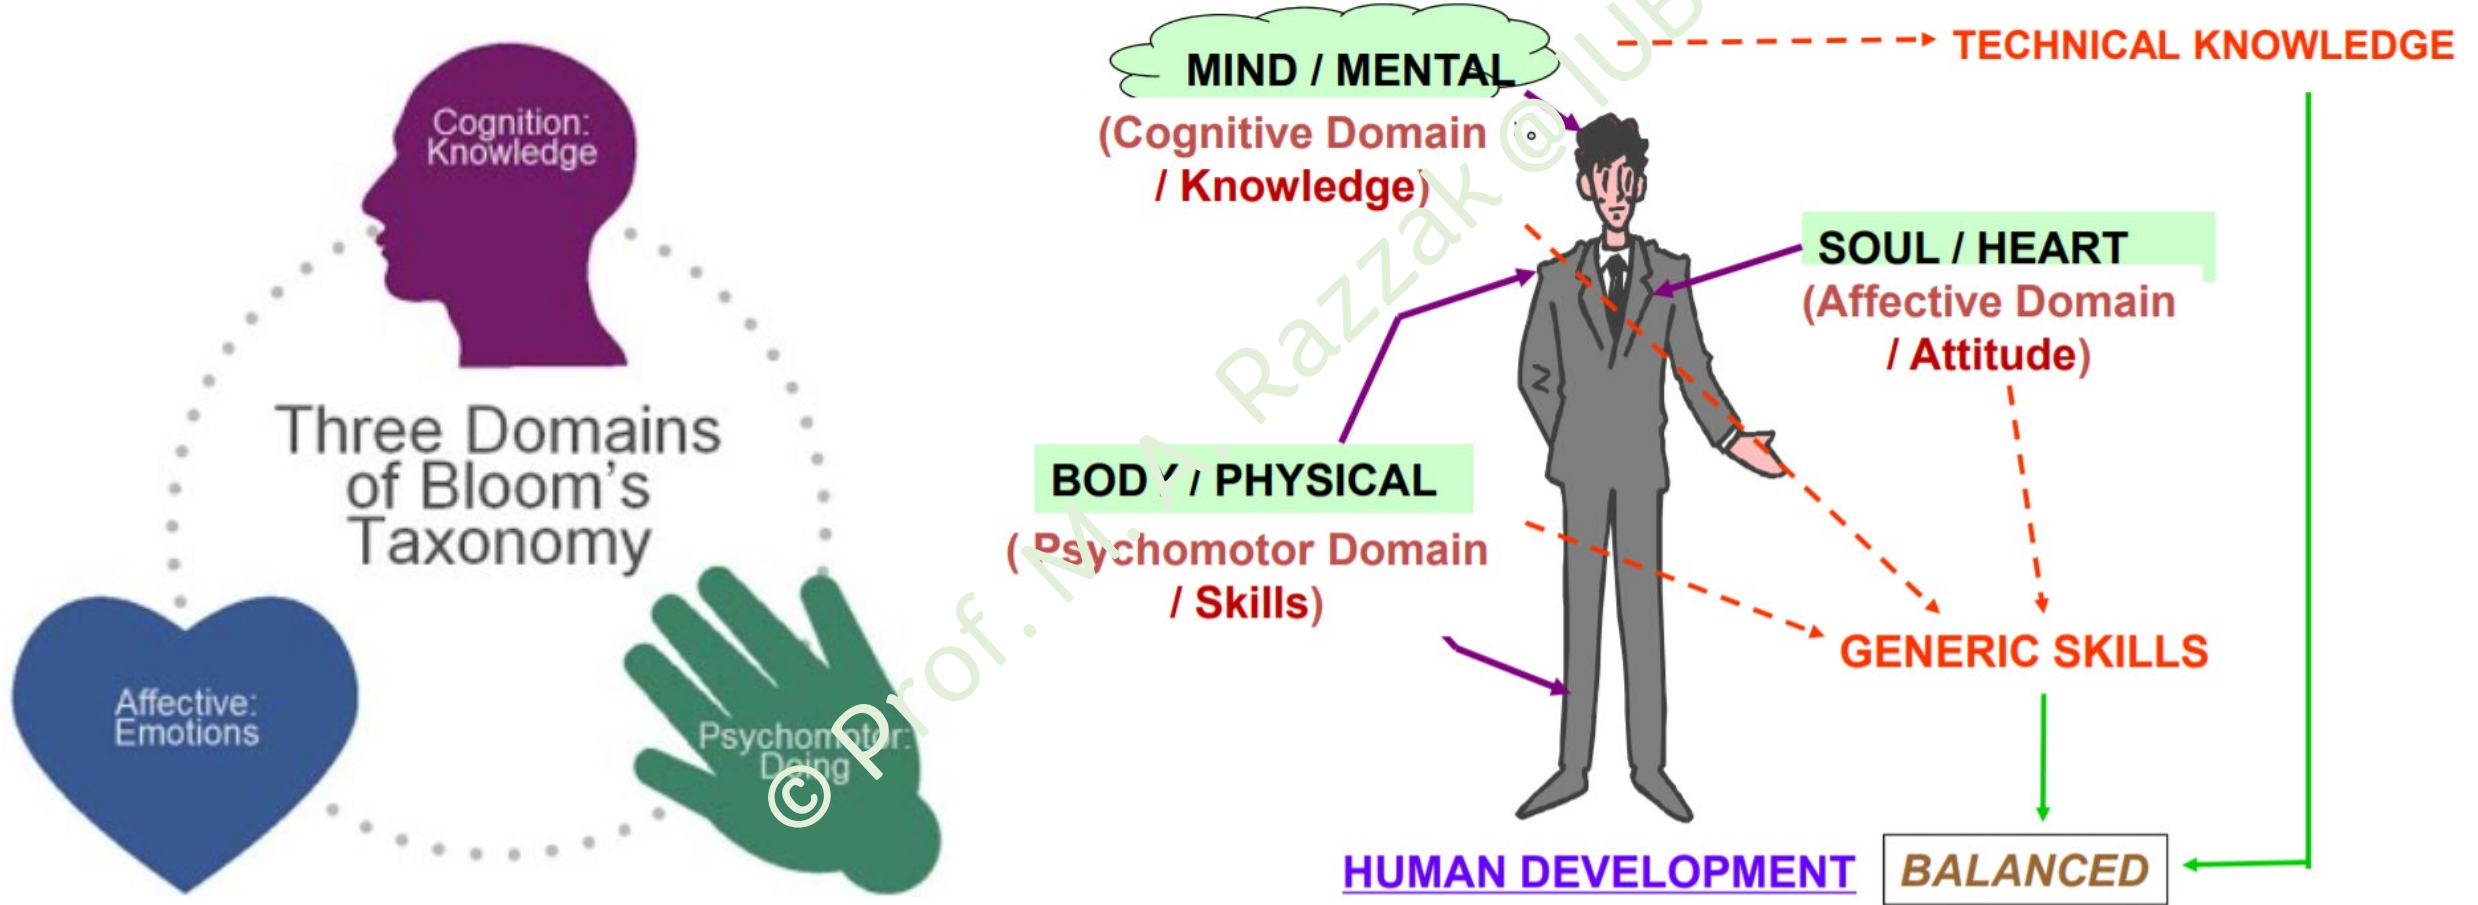 Cognition:
Knowledge
Three Domains
of Bloom's
Taxonomy
Affective:
Emotions
Psychomotor:
Doing
MIND / MENTAL
(Cognitive Domain
/ Knowledge)
TECHNICAL KNOWLEDGE
SOUL / HEART
(Affective Domain
/ Attitude)
BODY / PHYSICAL
( Psychomotor Domain
/ Skills)
GENERIC SKILLS
HUMAN DEVELOPMENT
BALANCED
© Prof. M. A. Razzak @ IUB